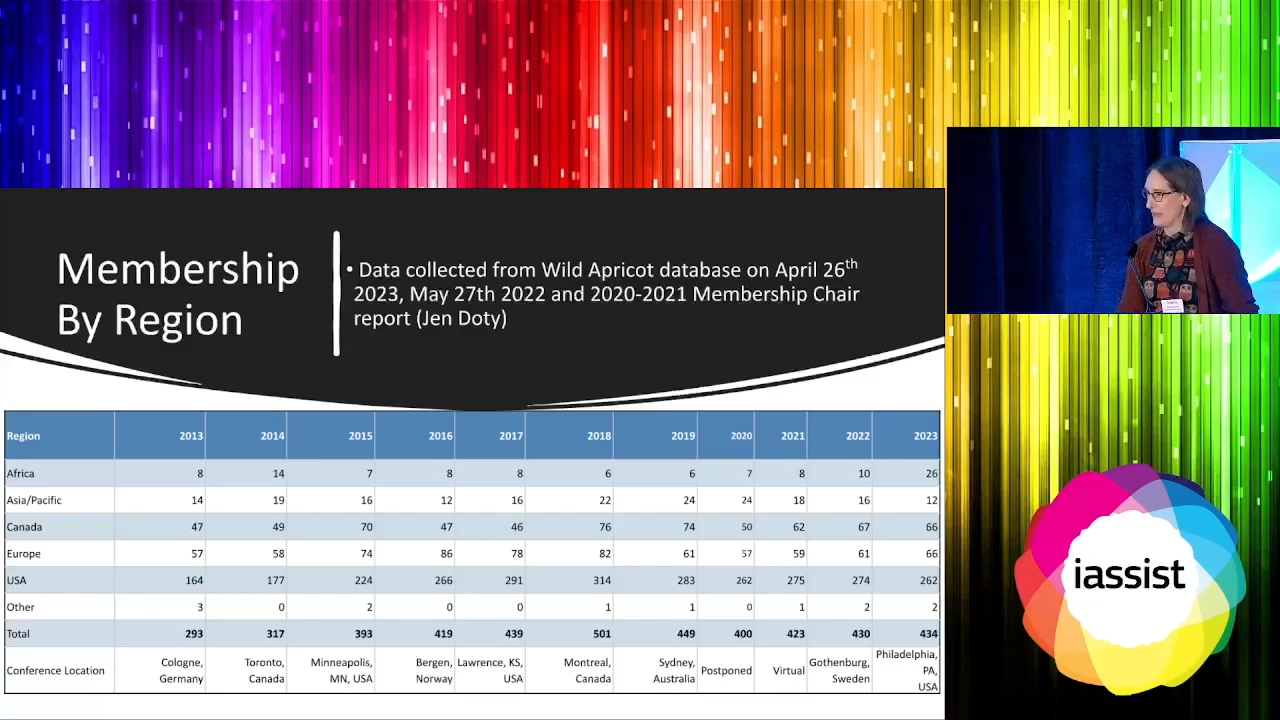 Membership
By Region
• Data collected from Wild Apricot database on April 26th
2023, May 27th 2022 and 2020-2021 Membership Chair
report (Jen Doty)
Region 2013 2014 2015 2016 2017 2018 2019 2020 2021 2022 2023
Africa 8 14 7 8 8 6 6 7 8 10 26
Asia/Pacific 14 19 16 12 16 22 24 24 18 16 12
Canada 47 49 70 47 46 76 74 50 62 67 66
Europe 57 58 74 86 78 82 61 57 59 61 66
USA 164 177 224 266 291 314 283 262 275 274 262
Other 3 0 2 0 0 1 1 0 1 2 2
Total 293 317 393 419 439 501 449 400 423 430 434
Conference Location Cologne, Germany Toronto, Canada Minneapolis, MN, USA Bergen, Norway Lawrence, KS, USA Montreal, Canada Sydney, Australia Postponed Virtual Gothenburg, Sweden Philadelphia, PA, USA
iassist